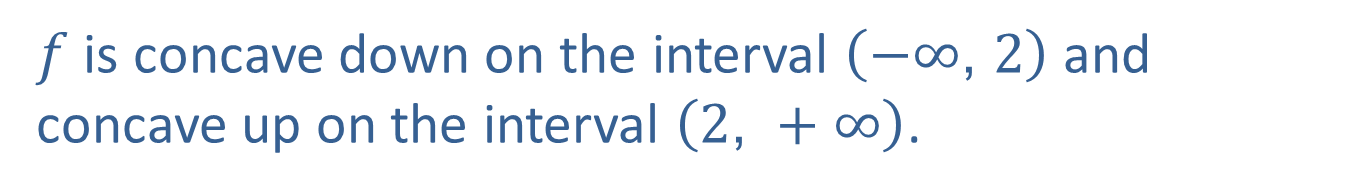 f is concave down on the interval (−∞, 2) and
concave up on the interval (2, + ∞).